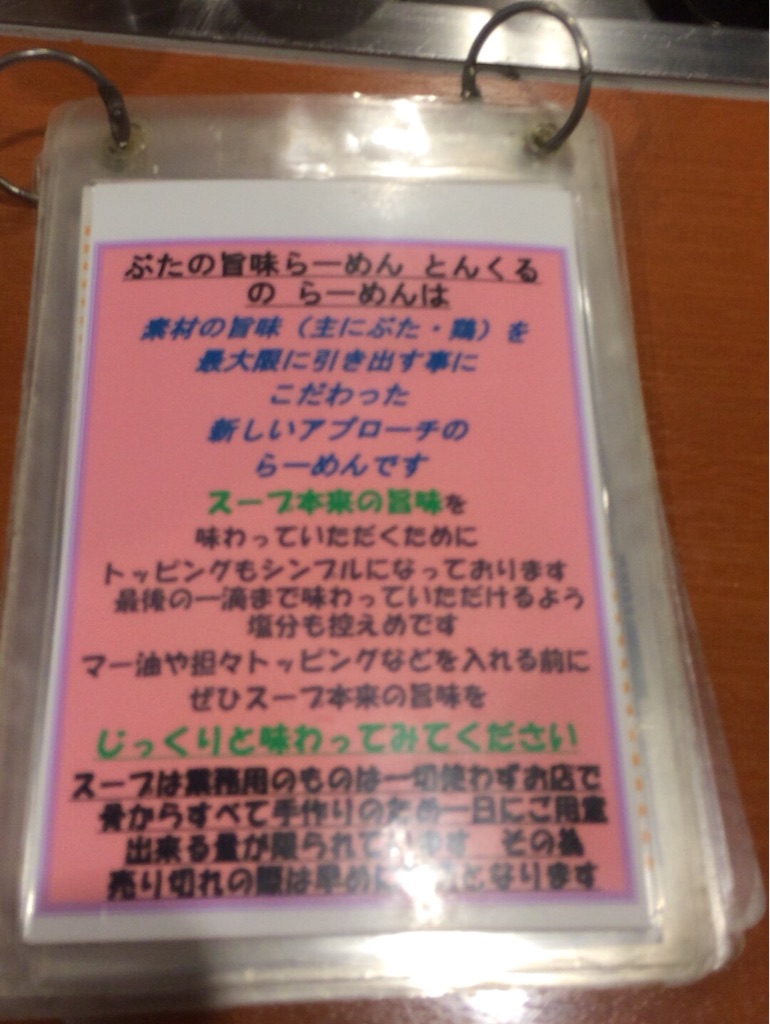 ぶたの旨味らーめん とんくる
の らーめんは
素材の旨味（主にぶた・鶏）を
最大限に引き出す事に
こだわった
新しいアプローチの
らーめんです
スープ本来の旨味を
味わっていただくために
トッピングもシンプルになっております
最後の一滴まで味わっていただけるよう
塩分も控えめです
マー油や担々トッピングなどを入れる前に
ぜひスープ本来の旨味を
じっくりと味わってみてください
スープは業務用のものは一切使わずお店で
骨からすべて手作りのため一日にご用意
出来る量が限られて ます その為
売り切れの際は早めに となります